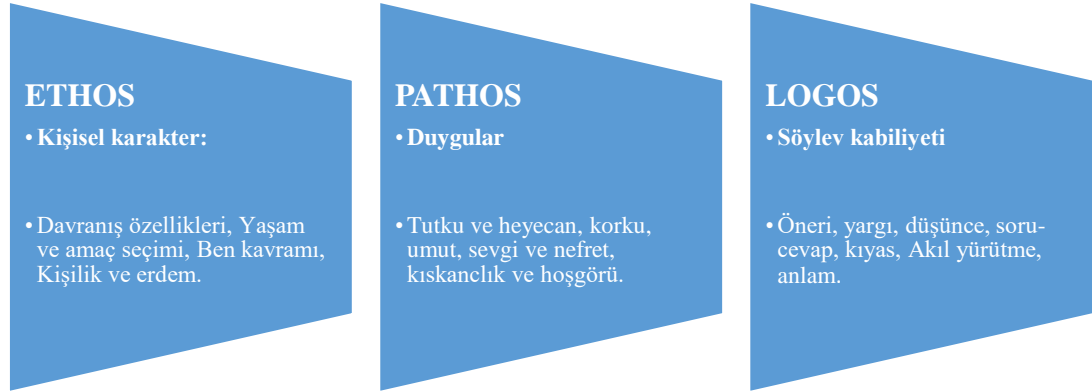 ETHOS
• Kişisel karakter:
• Davranış özellikleri, Yaşam
ve amaç seçimi, Ben kavramı,
Kişilik ve erdem.
PATHOS
• Duygular
• Tutku ve heyecan, korku,
umut, sevgi ve nefret,
kıskanclık ve hoşgörü.
LOGOS
• Söylev kabiliyeti
• Öneri, yargı, düşünce, soru-
cevap, kıyas, Akıl yürütme,
anlam.